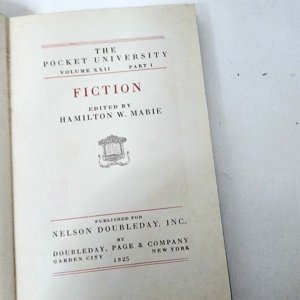 THE
POCKET UNIVERSITY
VOLUME XXII PART I
FICTION
EDITED BY
HAMILTON W. MABIE
PUBLISHED FOR
NELSON DOUBLEDAY, INC.
BY
DOUBLEDAY, PAGE & COMPANY
GARDEN CITY 1925 NEW YORK